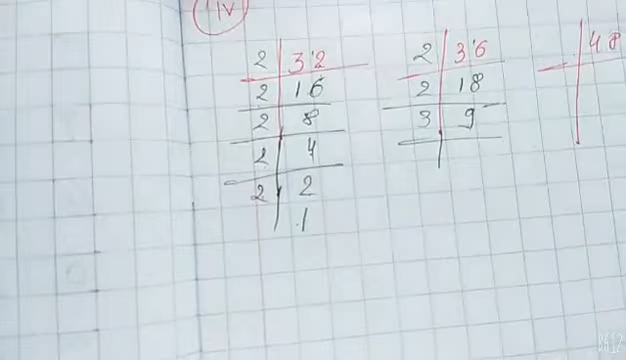 iv
2 | 32
2 | 16
2 | 8
2 | 4
2 | 2
1
2 | 36
2 | 18
3 | 9
48